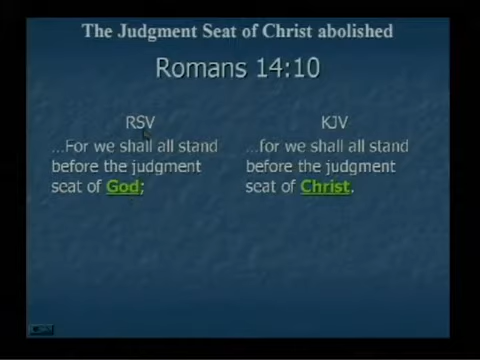 The Judgment Seat of Christ abolished
Romans 14:10
RSV
...For we shall all stand
before the judgment
seat of God;
KJV
...for we shall all stand
before the judgment
seat of Christ.